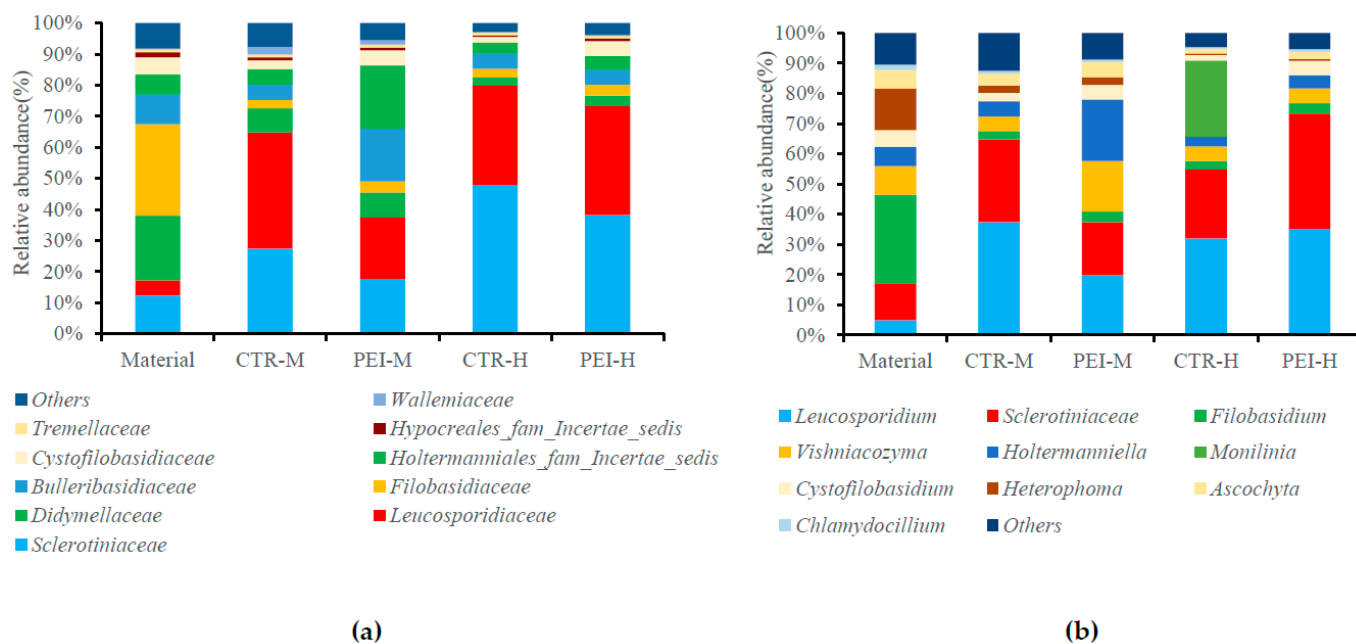 Relative abundance(%)
100%
90%
80%
70%
60%
50%
40%
30%
20%
10%
0%
Material CTR-M PEI-M CTR-H PEI-H
Others Wallemiaceae
Tremellaceae Hypocreales_fam_Incertae_sedis
Cystofilobasidiaceae Holtermanniales_fam_Incertae_sedis
Bulleribasidiaceae Filobasidiaceae
Didymellaceae Leucosporidiaceae
Sclerotiniaceae
(a)
Relative abundance(%)
100%
90%
80%
70%
60%
50%
40%
30%
20%
10%
0%
Material CTR-M PEI-M CTR-H PEI-H
Leucosporidium Sclerotiniaceae Filobasidium
Vishniacozyma Holtermanniella Monilinia
Cystofilobasidium Heterophoma Ascochyta
Chlamydocillium Others
(b)